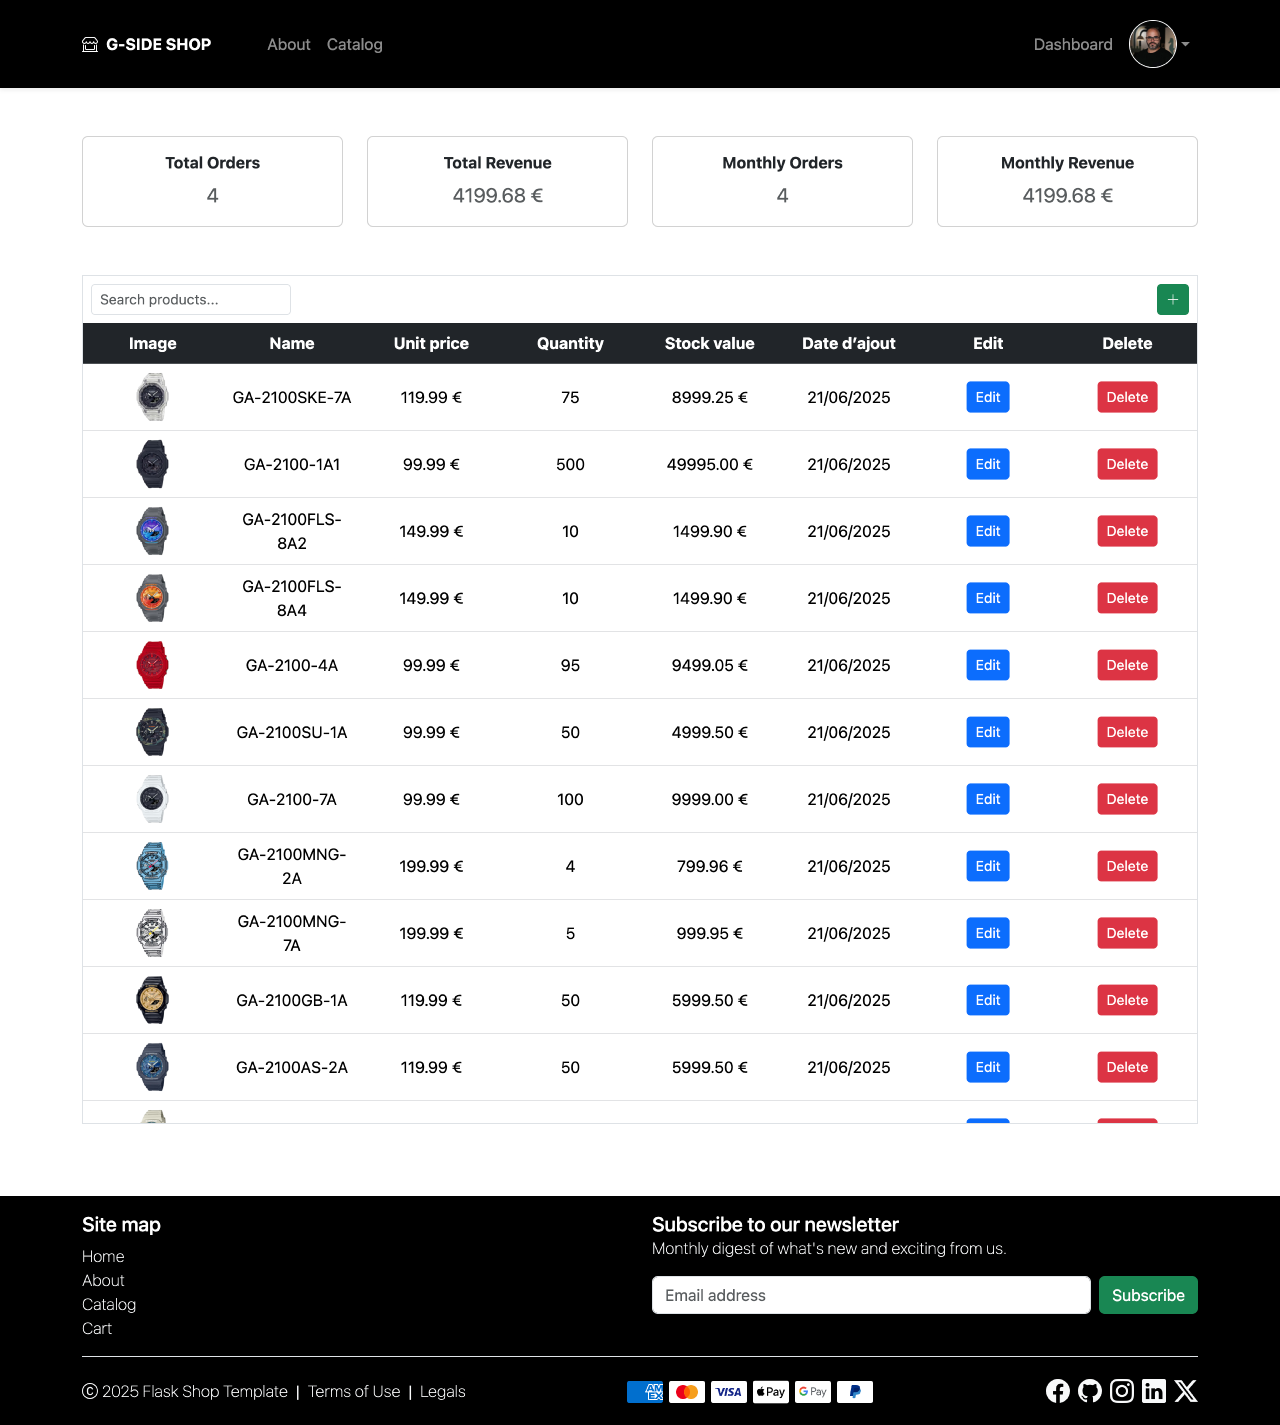 G-SIDE SHOP About Catalog Dashboard
Total Orders
4
Total Revenue
4199.68 €
Monthly Orders
4
Monthly Revenue
4199.68 €
Search products...
Image Name Unit price Quantity Stock value Date d’ajout Edit Delete
GA-2100SKE-7A 119.99 € 75 8999.25 € 21/06/2025 Edit Delete
GA-2100-1A1 99.99 € 500 49995.00 € 21/06/2025 Edit Delete
GA-2100FLS-
8A2 149.99 € 10 1499.90 € 21/06/2025 Edit Delete
GA-2100FLS-
8A4 149.99 € 10 1499.90 € 21/06/2025 Edit Delete
GA-2100-4A 99.99 € 95 9499.05 € 21/06/2025 Edit Delete
GA-2100SU-1A 99.99 € 50 4999.50 € 21/06/2025 Edit Delete
GA-2100-7A 99.99 € 100 9999.00 € 21/06/2025 Edit Delete
GA-2100MNG-
2A 199.99 € 4 799.96 € 21/06/2025 Edit Delete
GA-2100MNG-
7A 199.99 € 5 999.95 € 21/06/2025 Edit Delete
GA-2100GB-1A 119.99 € 50 5999.50 € 21/06/2025 Edit Delete
GA-2100AS-2A 119.99 € 50 5999.50 € 21/06/2025 Edit Delete
Site map
Home
About
Catalog
Cart
Subscribe to our newsletter
Monthly digest of what's new and exciting from us.
Email address Subscribe
© 2025 Flask Shop Template | Terms of Use | Legals
AMEX VISA Pay G Pay